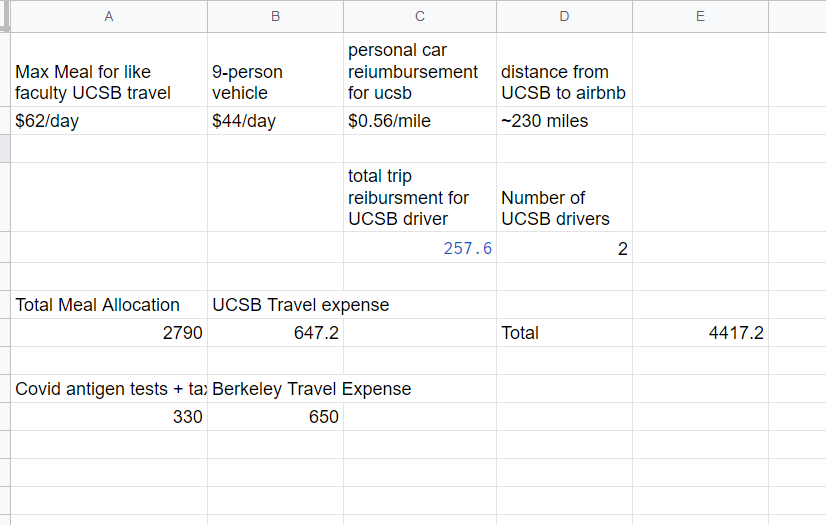 A B C D E
Max Meal for like
faculty UCSB travel
9-person
vehicle
personal car
reiumbursement
for ucsb
distance from
UCSB to airbnb
$62/day
$44/day
$0.56/mile
~230 miles
total trip
reibursment for
UCSB driver
Number of
UCSB drivers
257.6
2
Total Meal Allocation
UCSB Travel expense
2790
647.2
Total
4417.2
Covid antigen tests + tax
Berkeley Travel Expense
330
650